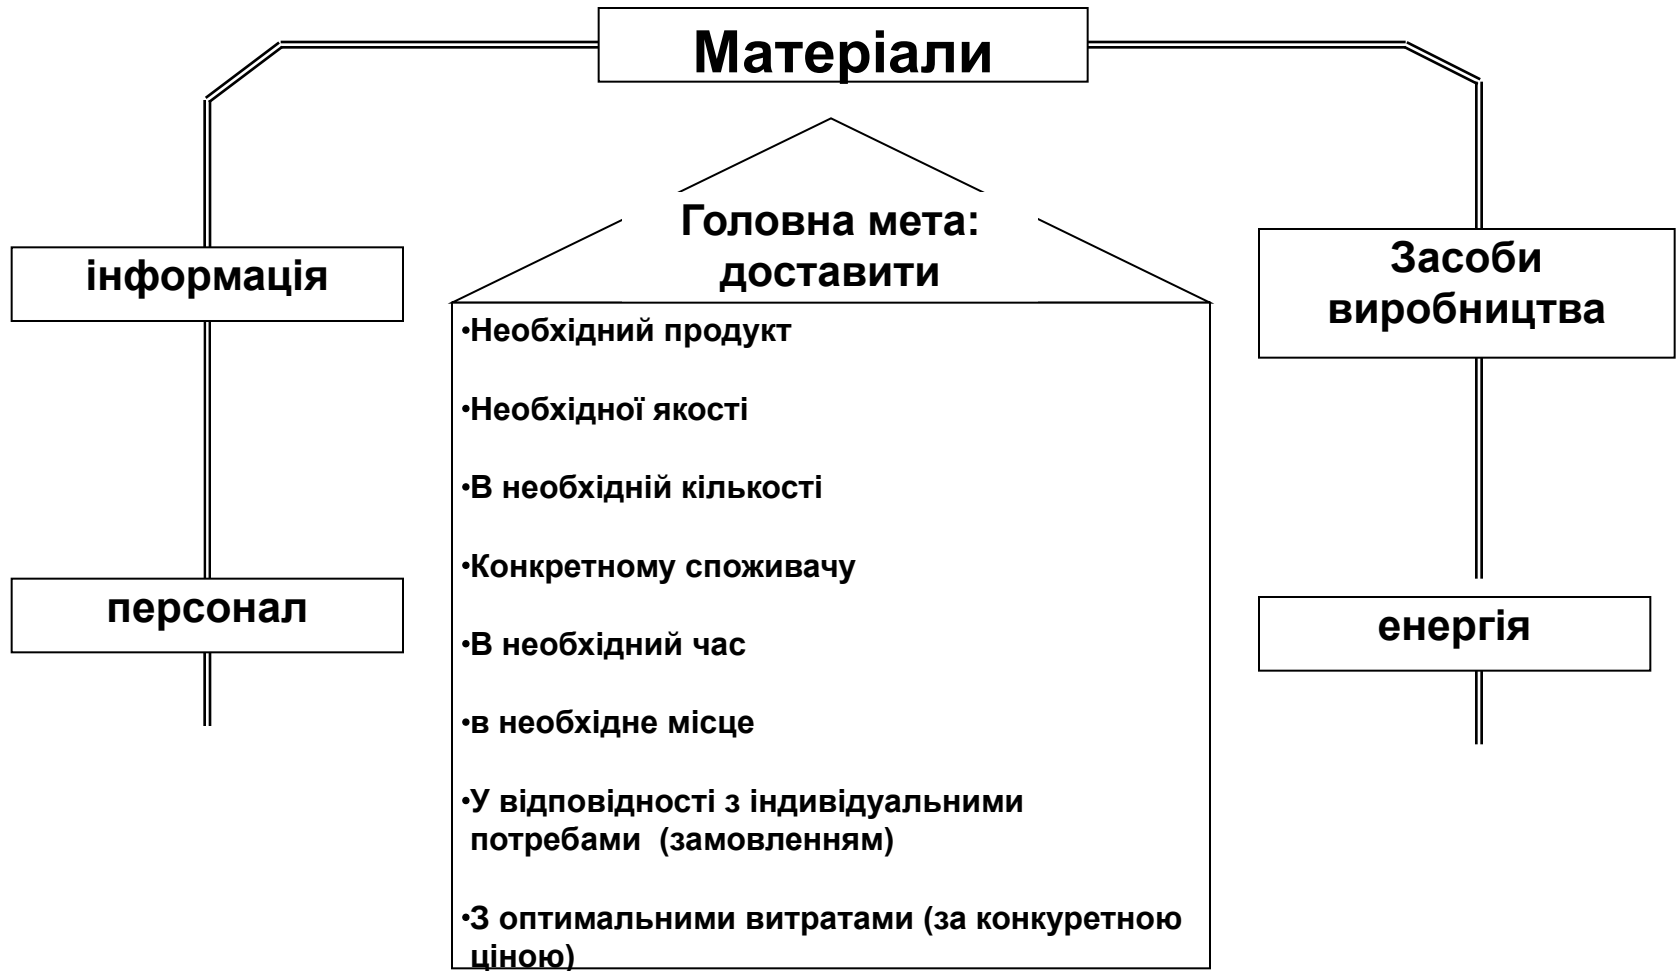 Матеріали
інформація
персонал
Головна мета:
доставити
•Необхідний продукт
•Необхідної якості
•В необхідній кількості
•Конкретному споживачу
•В необхідний час
•в необхідне місце
•У відповідності з індивідуальними
потребами (замовленням)
•З оптимальними витратами (за конкуретною
ціною)
Засоби
виробництва
енергія